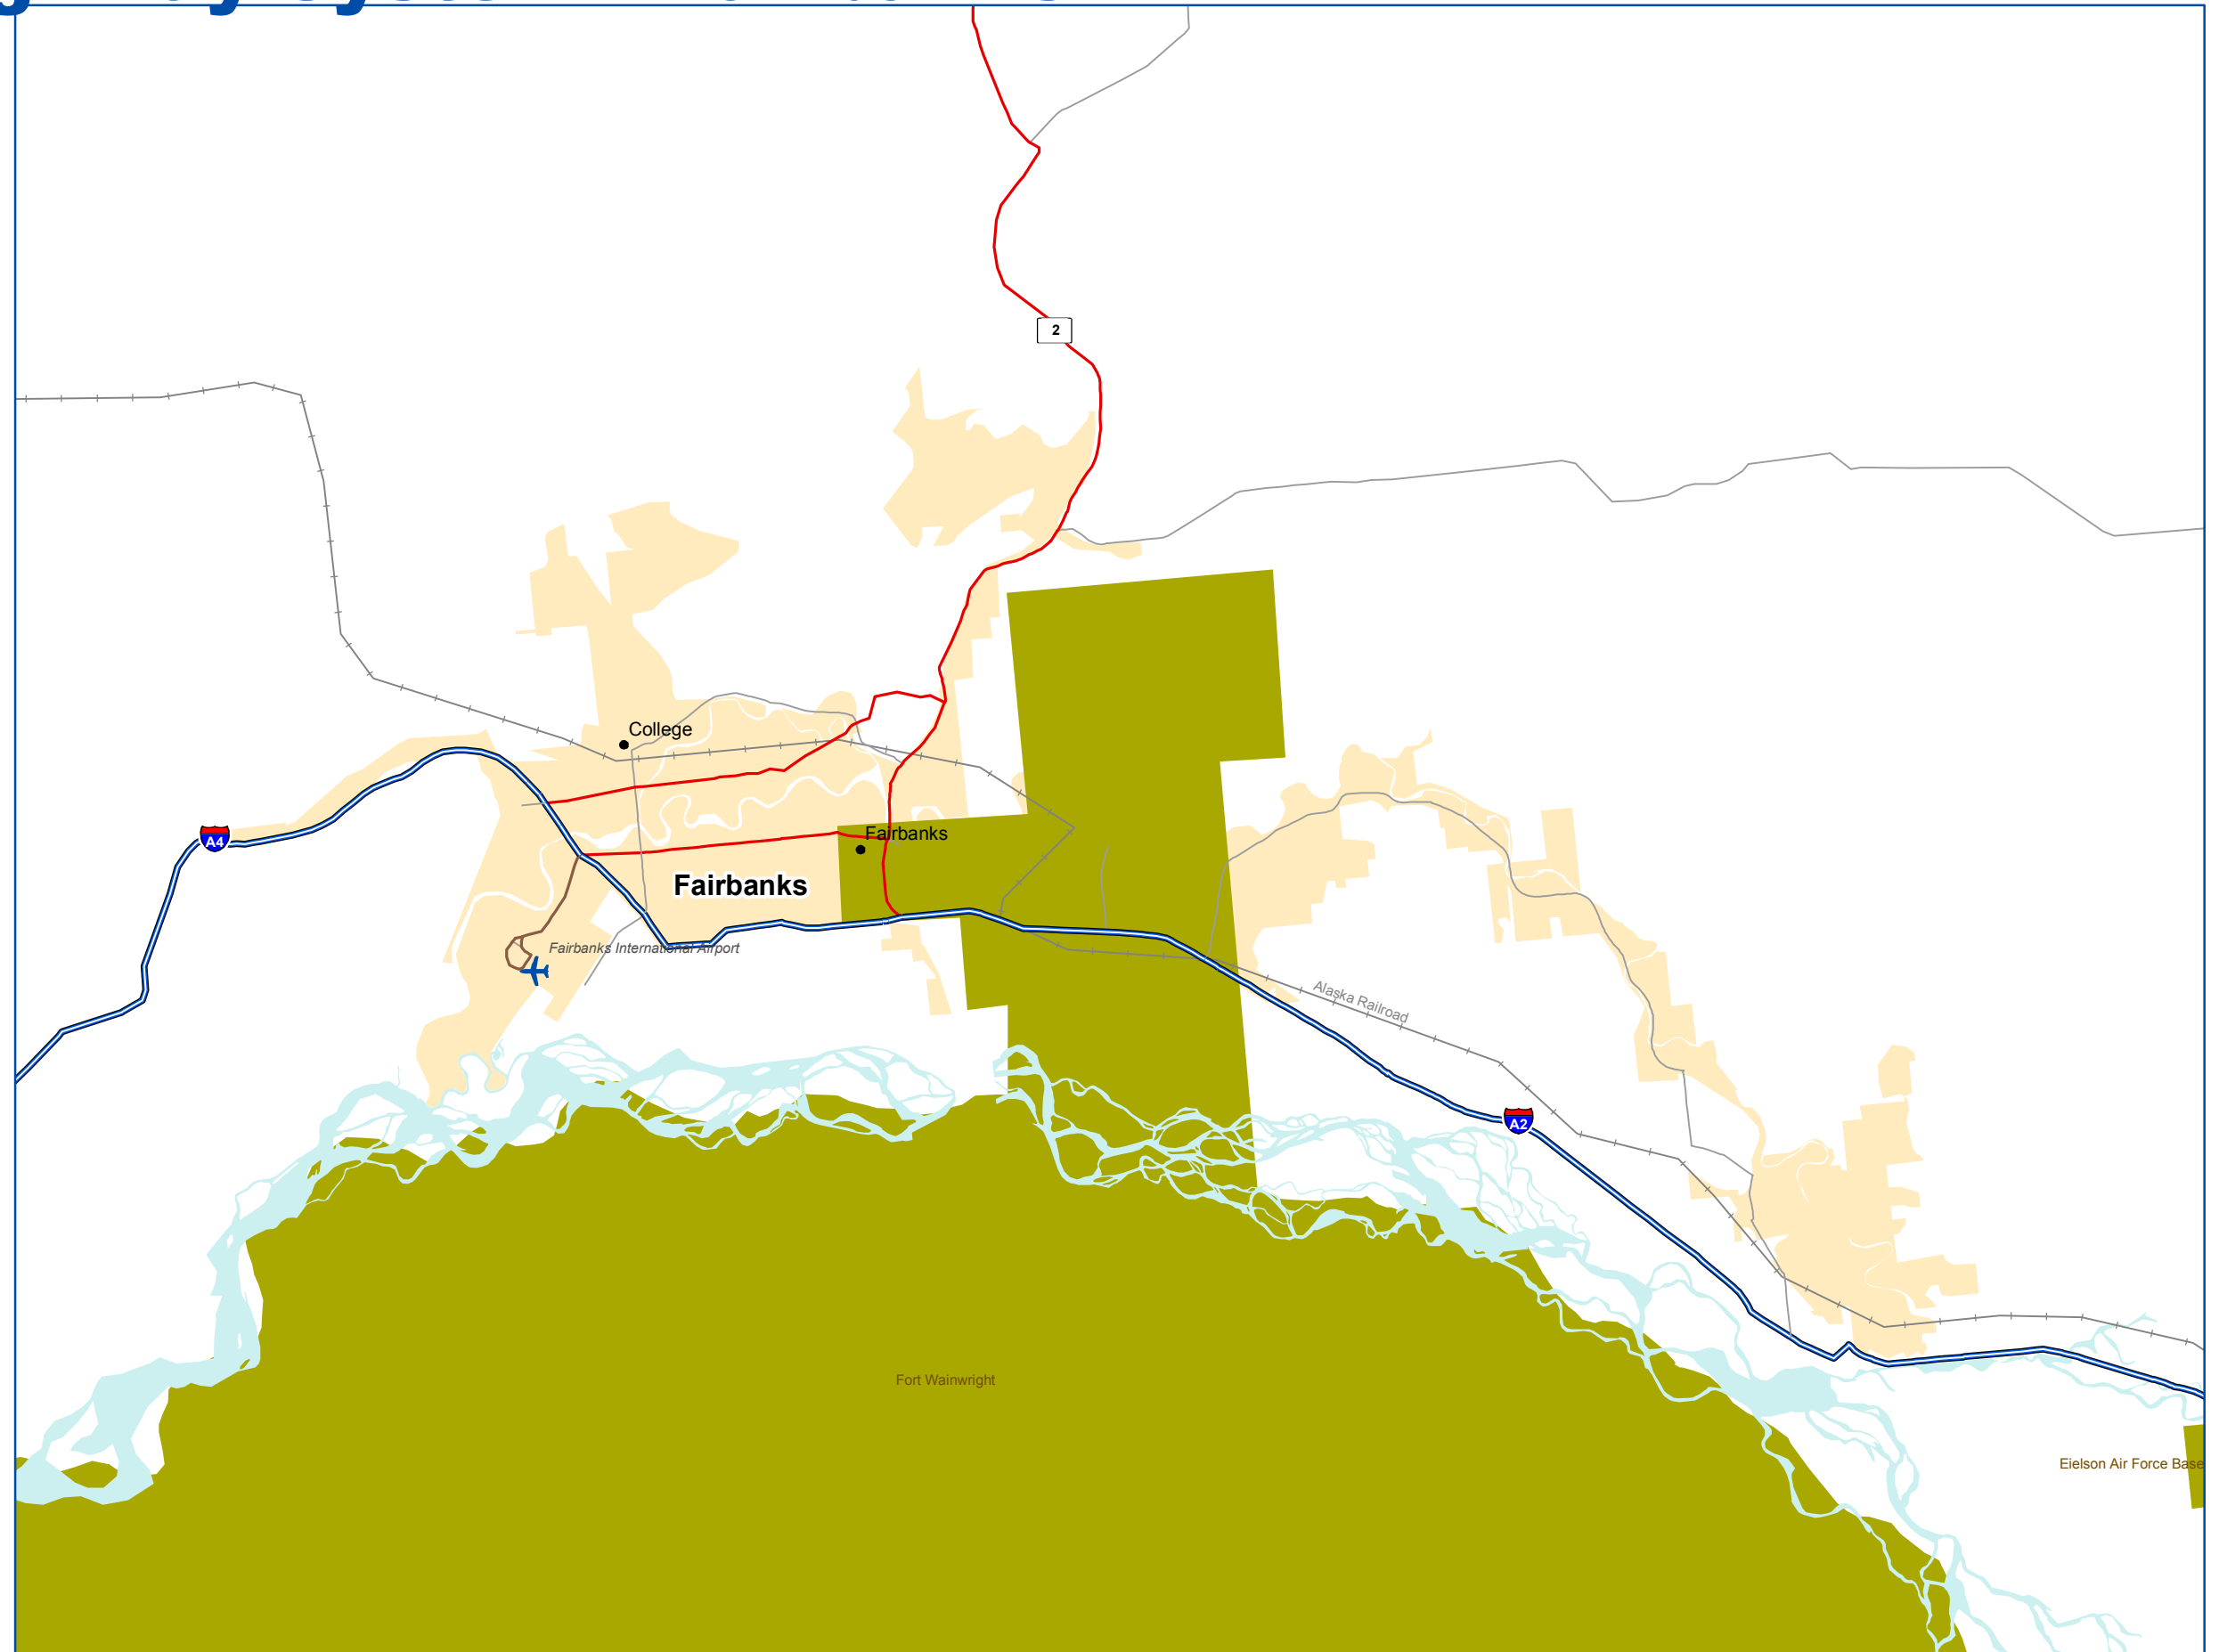 2
College
A4
Fairbanks
Fairbanks
Fairbanks International Airport
Alaska Railroad
A2
Fort Wainwright
Eielson Air Force Base